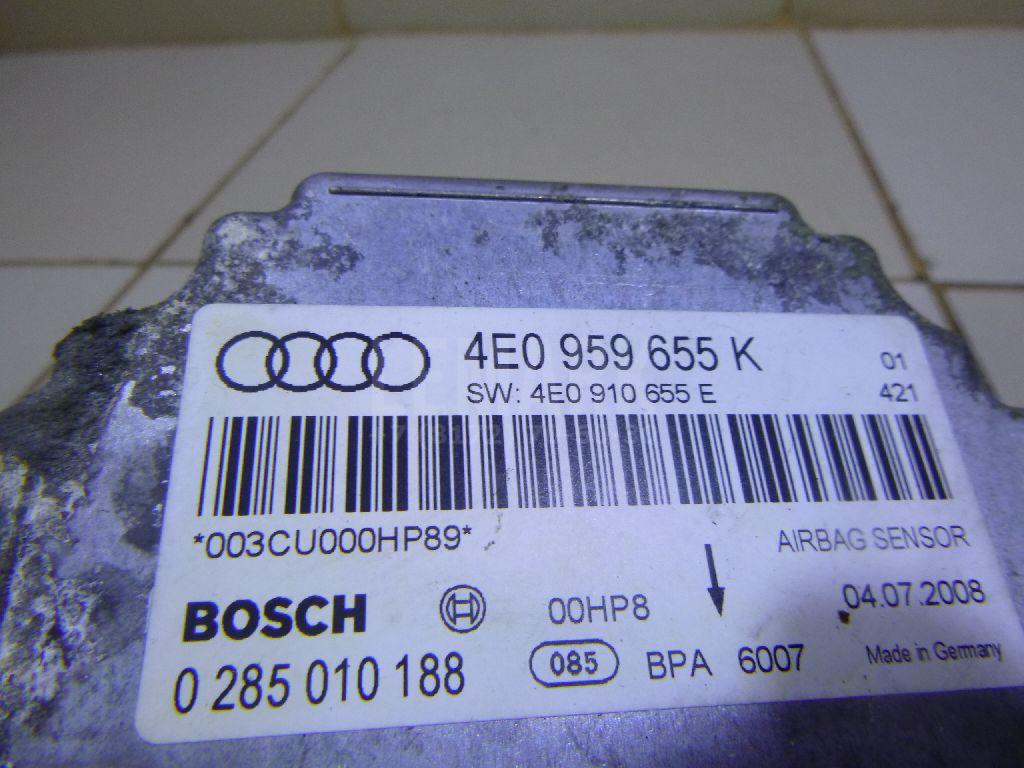 4E0 959 655 K 01
SW: 4E0 910 655 E 421
*003CU000HP89*
AIRBAG SENSOR
BOSCH 00HP8 04.07.2008
0 285 010 188 085 BPA 6007 Made in Germany